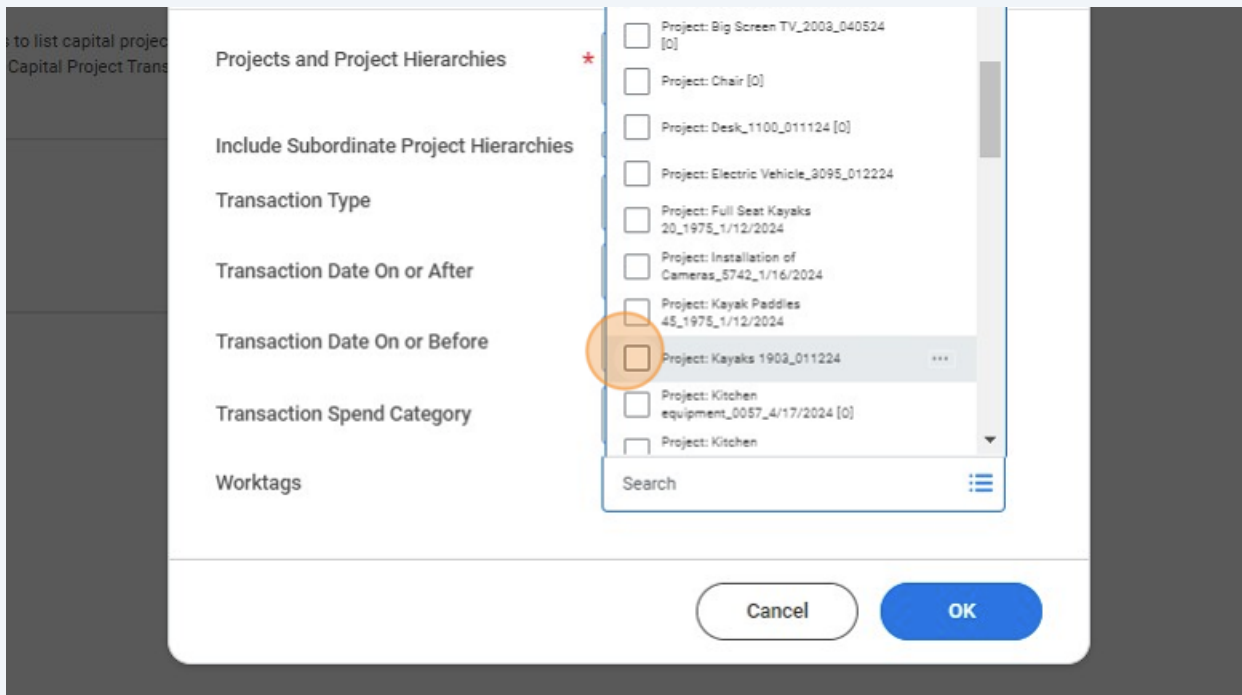 s to list capital projec
Capital Project Trans
Projects and Project Hierarchies *
Include Subordinate Project Hierarchies
Transaction Type
Transaction Date On or After
Transaction Date On or Before
Transaction Spend Category
Worktags
Project: Big Screen TV_2003_040524
[0]
Project: Chair [0]
Project: Desk_1100_011124 [0]
Project: Electric Vehicle_3095_012224
Project: Full Seat Kayaks
20_1975_1/12/2024
Project: Installation of
Cameras_5742_1/16/2024
Project: Kayak Paddles
45_1975_1/12/2024
Project: Kayaks 1903_011224
Project: Kitchen
equipment_0057_4/17/2024 [0]
Project: Kitchen
Search
Cancel
OK